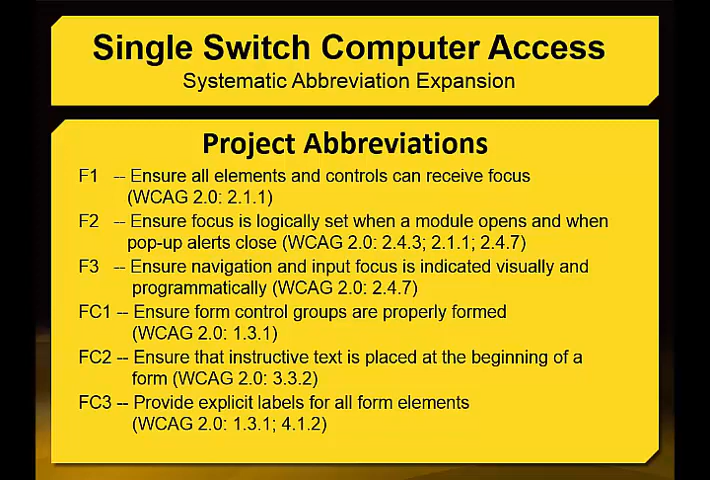 Single Switch Computer Access
Systematic Abbreviation Expansion
Project Abbreviations
F1 -- Ensure all elements and controls can receive focus
(WCAG 2.0: 2.1.1)
F2 -- Ensure focus is logically set when a module opens and when
pop-up alerts close (WCAG 2.0: 2.4.3; 2.1.1; 2.4.7)
F3 -- Ensure navigation and input focus is indicated visually and
programmatically (WCAG 2.0: 2.4.7)
FC1 -- Ensure form control groups are properly formed
(WCAG 2.0: 1.3.1)
FC2 -- Ensure that instructive text is placed at the beginning of a
form (WCAG 2.0: 3.3.2)
FC3 -- Provide explicit labels for all form elements
(WCAG 2.0: 1.3.1; 4.1.2)